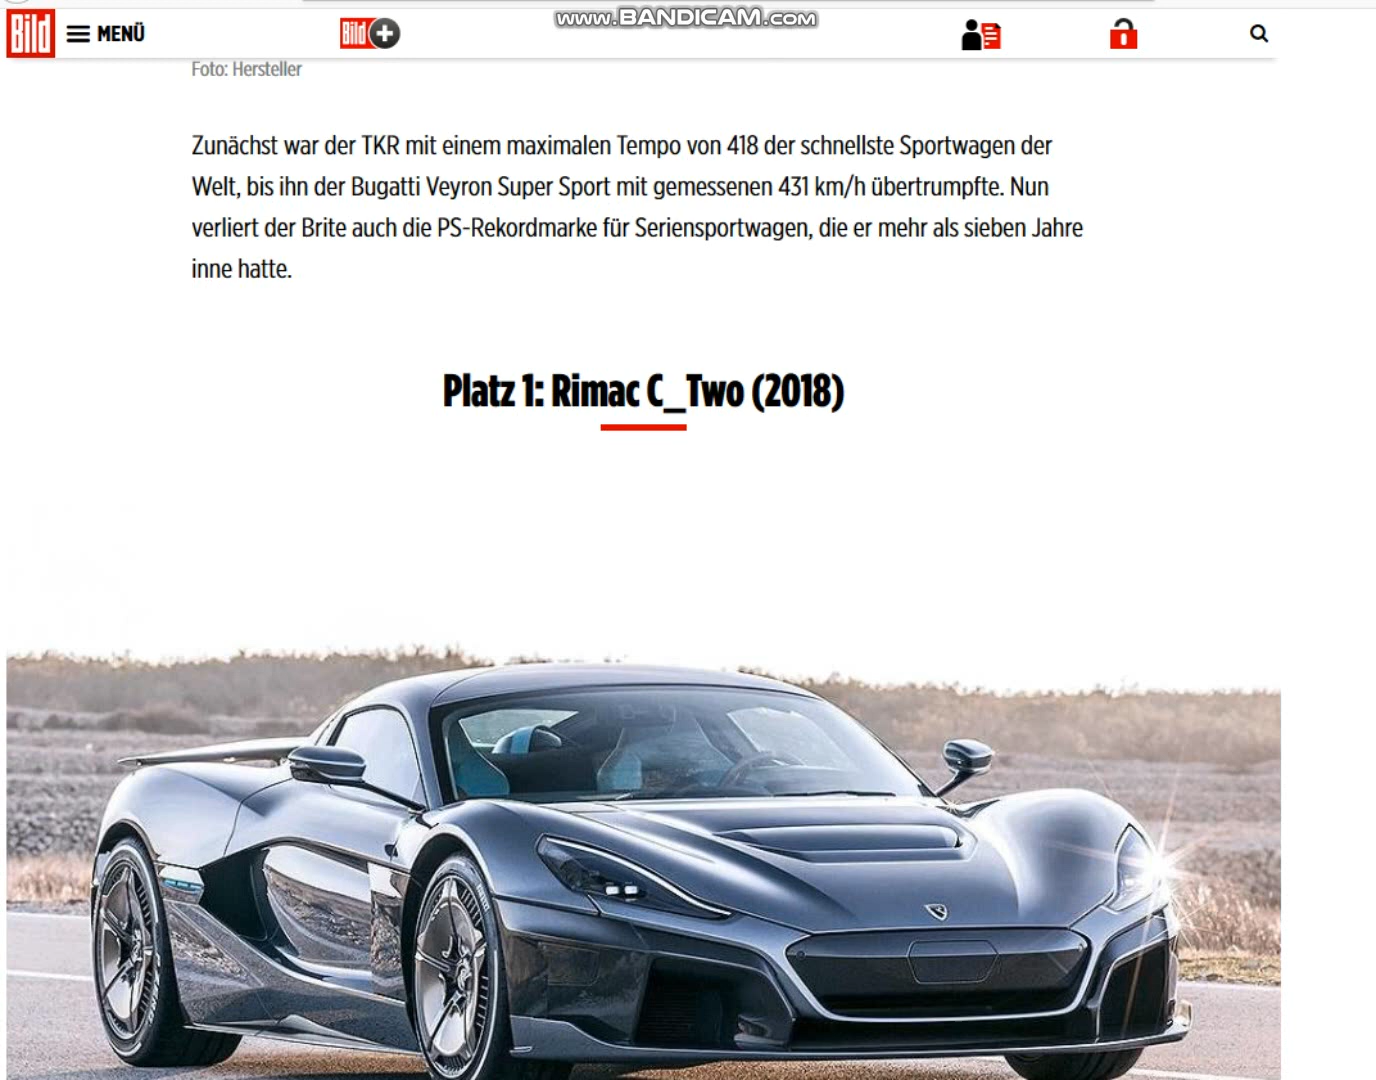 www.BANDICAM.com
Bild
MENÜ
Bild
Foto: Hersteller
Zunächst war der TKR mit einem maximalen Tempo von 418 der schnellste Sportwagen der
Welt, bis ihn der Bugatti Veyron Super Sport mit gemessenen 431 km/h übertrumpfte. Nun
verliert der Brite auch die PS-Rekordmarke für Seriensportwagen, die er mehr als sieben Jahre
inne hatte.
Platz 1: Rimac C_Two (2018)